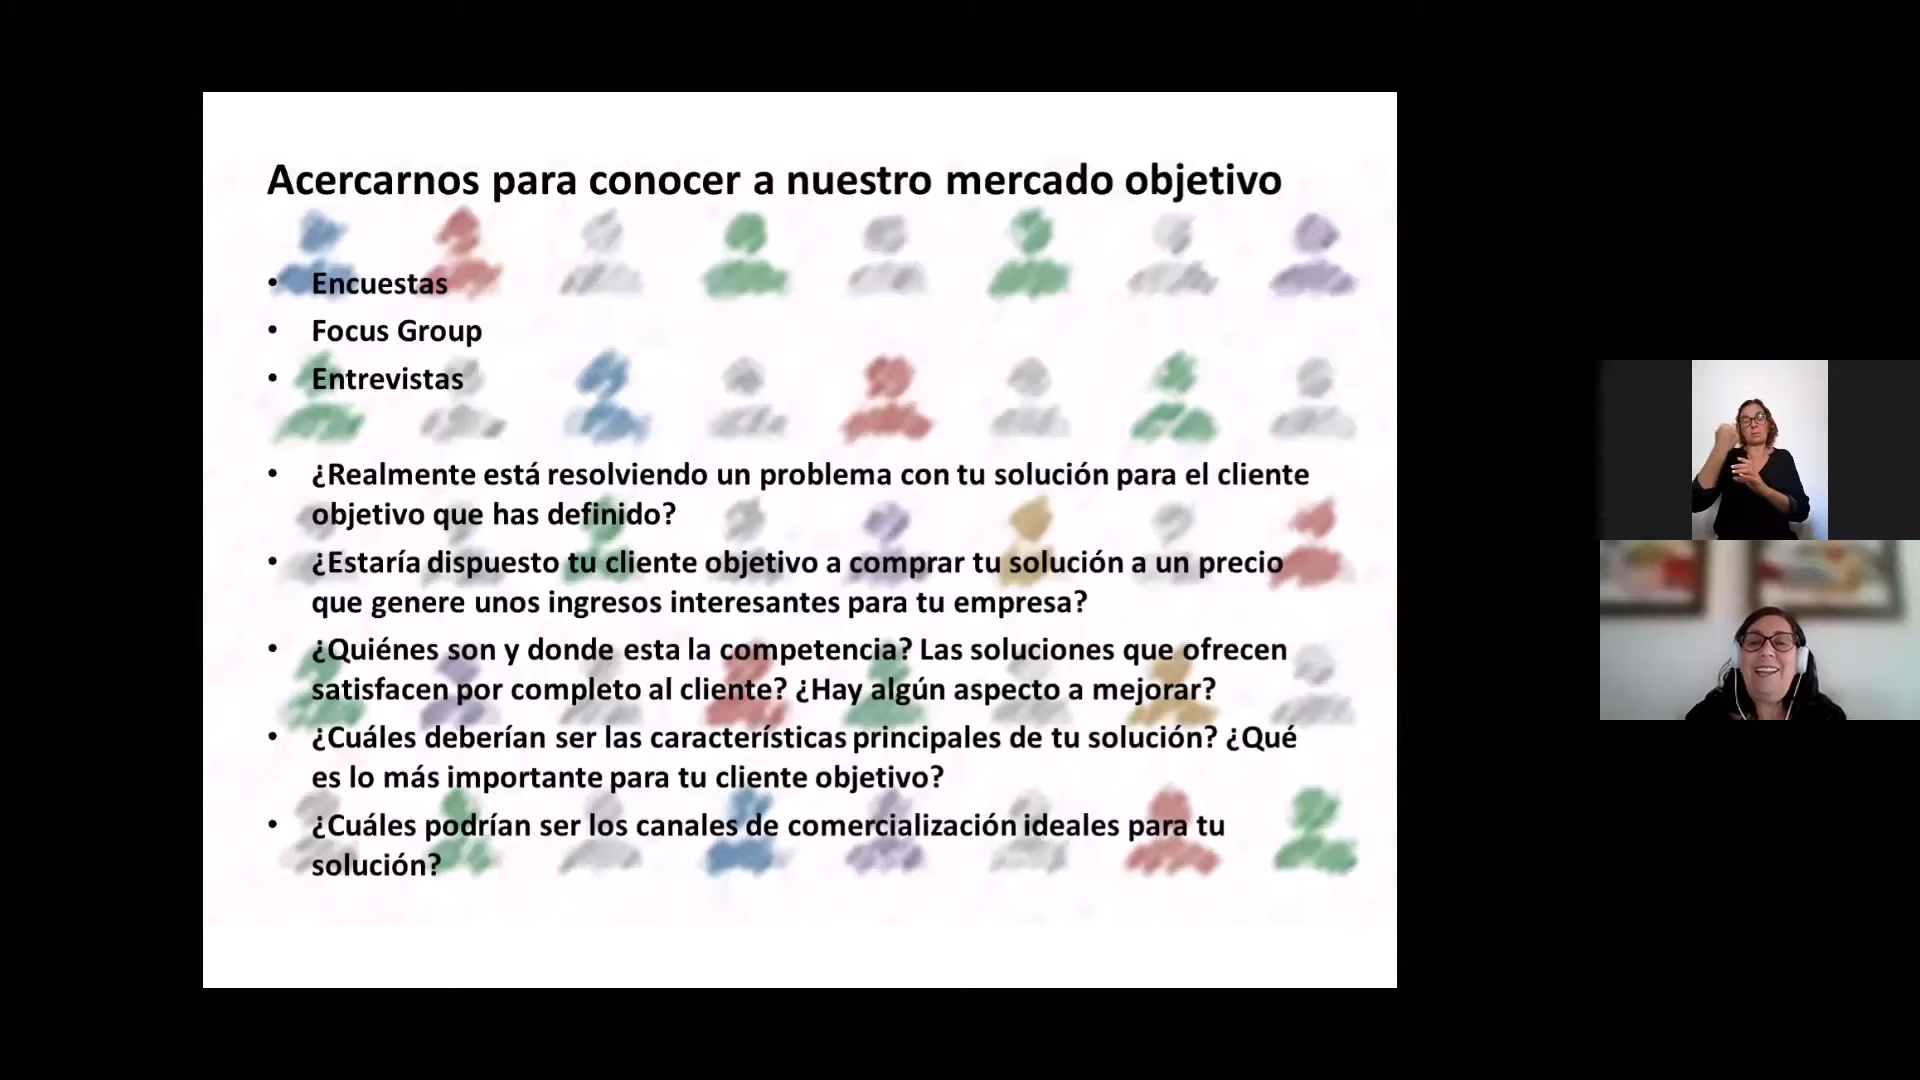 Acercarnos para conocer a nuestro mercado objetivo
• Encuestas
• Focus Group
• Entrevistas
• ¿Realmente está resolviendo un problema con tu solución para el cliente
objetivo que has definido?
• ¿Estaría dispuesto tu cliente objetivo a comprar tu solución a un precio
que genere unos ingresos interesantes para tu empresa?
• ¿Quiénes son y donde esta la competencia? Las soluciones que ofrecen
satisfacen por completo al cliente? ¿Hay algún aspecto a mejorar?
• ¿Cuáles deberían ser las características principales de tu solución? ¿Qué
es lo más importante para tu cliente objetivo?
• ¿Cuáles podrían ser los canales de comercialización ideales para tu
solución?